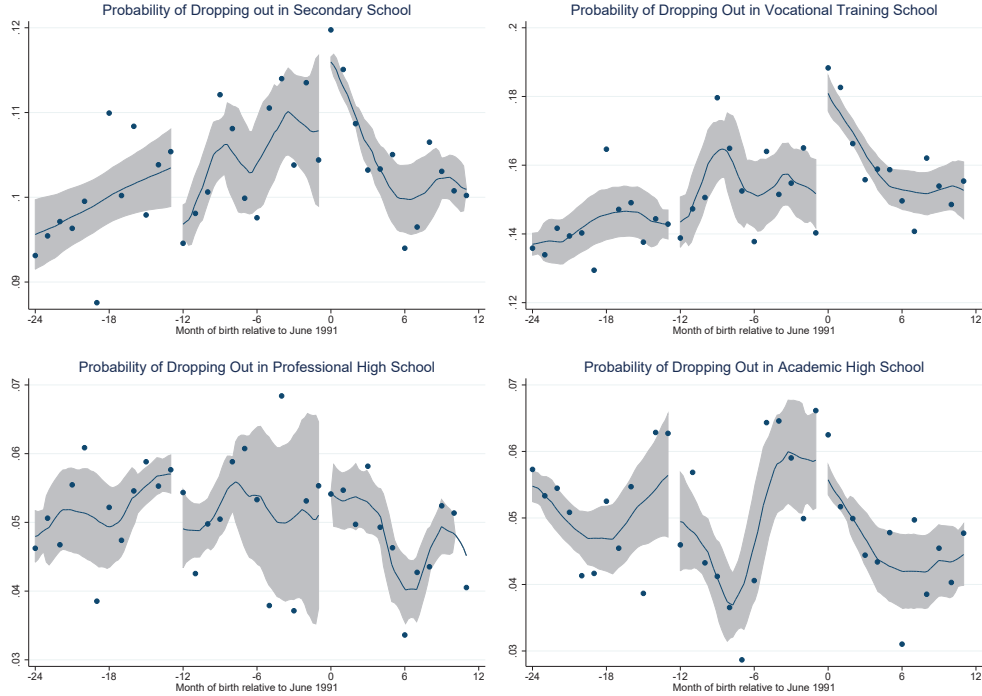 Probability of Dropping out in Secondary School
.12
.11
.1
.09
-24 -18 -12 -6 0 6 12
Month of birth relative to June 1991
Probability of Dropping Out in Vocational Training School
.2
.18
.16
.14
.12
-24 -18 -12 -6 0 6 12
Month of birth relative to June 1991
Probability of Dropping Out in Professional High School
.07
.06
.05
.04
.03
-24 -18 -12 -6 0 6 12
Month of birth relative to June 1991
Probability of Dropping Out in Academic High School
.07
.06
.05
.04
.03
-24 -18 -12 -6 0 6 12
Month of birth relative to June 1991